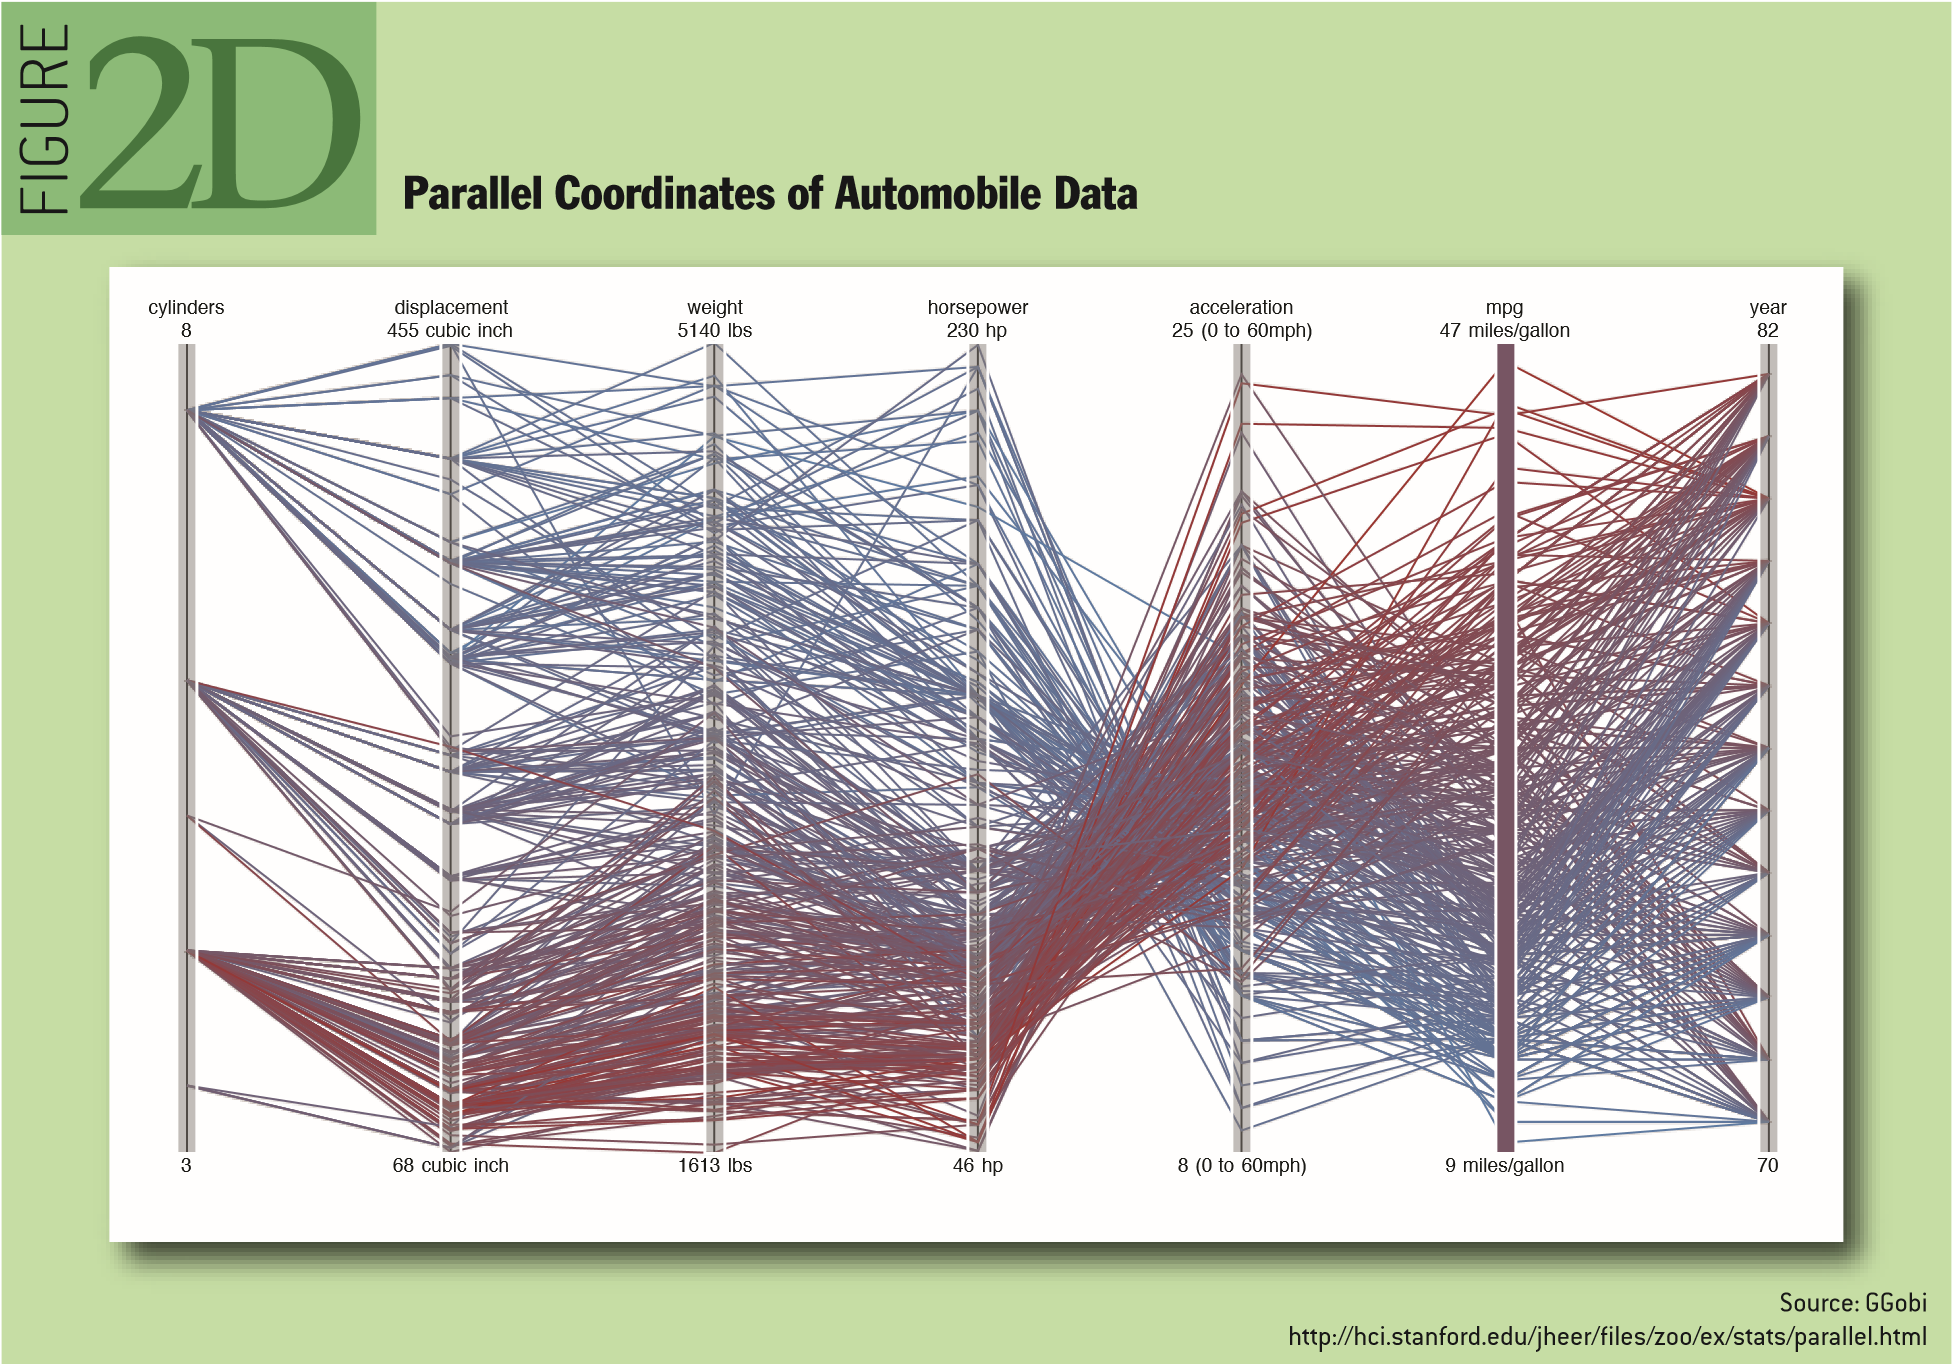 FIGURE
2D
Parallel Coordinates of Automobile Data
cylinders displacement weight horsepower acceleration mpg year
8 455 cubic inch 5140 lbs 230 hp 25 (0 to 60mph) 47 miles/gallon 82
3 68 cubic inch 1613 lbs 46 hp 8 (0 to 60mph) 9 miles/gallon 70
Source: GGobi
http://hci.stanford.edu/jheer/files/zoo/ex/stats/parallel.html